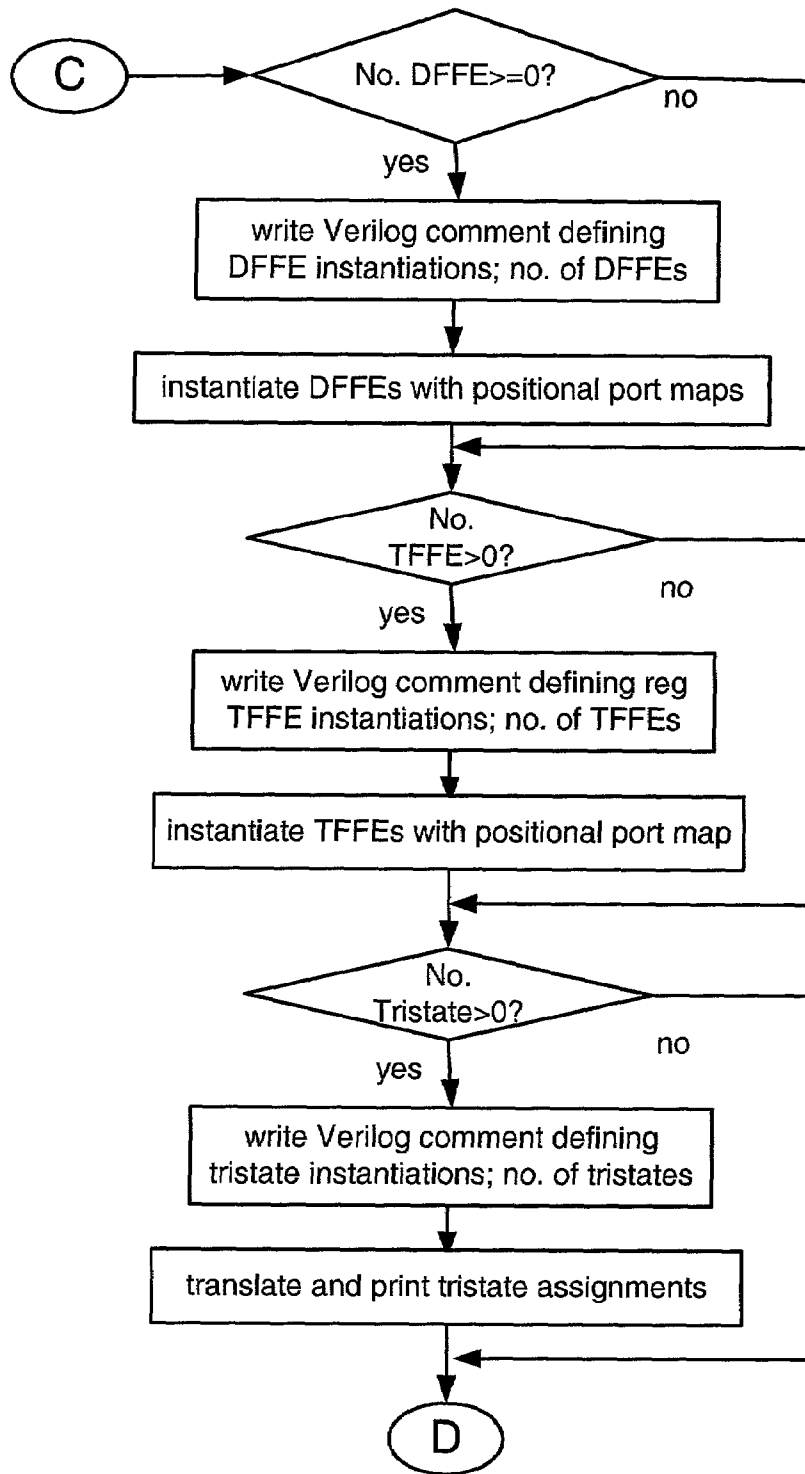 C
No. DFFE>=0?
no
yes
write Verilog comment defining
DFFE instantiations; no. of DFFEs
instantiate DFFEs with positional port maps
No.
TFFE>0?
no
yes
write Verilog comment defining reg
TFFE instantiations; no. of TFFEs
instantiate TFFEs with positional port map
No.
Tristate>0?
no
yes
write Verilog comment defining
tristate instantiations; no. of tristates
translate and print tristate assignments
D